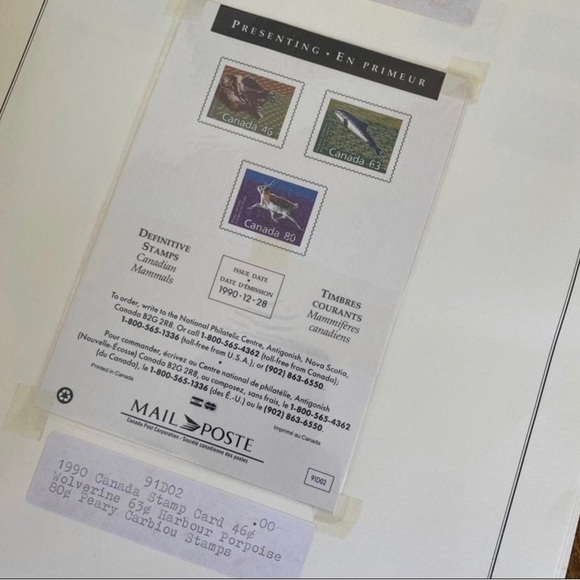 PRESENTING • EN PRIMEUR
Canada 46
Canada 63
Canada 80
DEFINITIVE
STAMPS
Canadian
Mammals
ISSUE DATE
•
DATE D'ÉMISSION
1990·12·28
TIMBRES
COURANTS
Mammifères
canadiens
To order, write to the National Philatelic Centre, Antigonish, Nova Scotia,
Canada B2G 2R8. Or call 1-800-565-4362 (toll-free from Canada);
1-800-565-1336 (toll-free from U.S.A.); or (902) 863-6550.
Pour commander, écrivez au Centre national de philatélie, Antigonish
(Nouvelle-Écosse) Canada B2G 2R8, ou composez, sans frais, le 1-800-565-4362
(du Canada), le 1-800-565-1336 (des É.-U.) ou le (902) 863-6550.
Printed in Canada
Imprimé au Canada
MAIL POSTE
Canada Post Corporation - Société canadienne des postes
91D02
91D02 .00
1990 Canada Stamp Card 46¢
Wolverine 63¢ Harbour Porpoise
80¢ Peary Carbiou Stamps